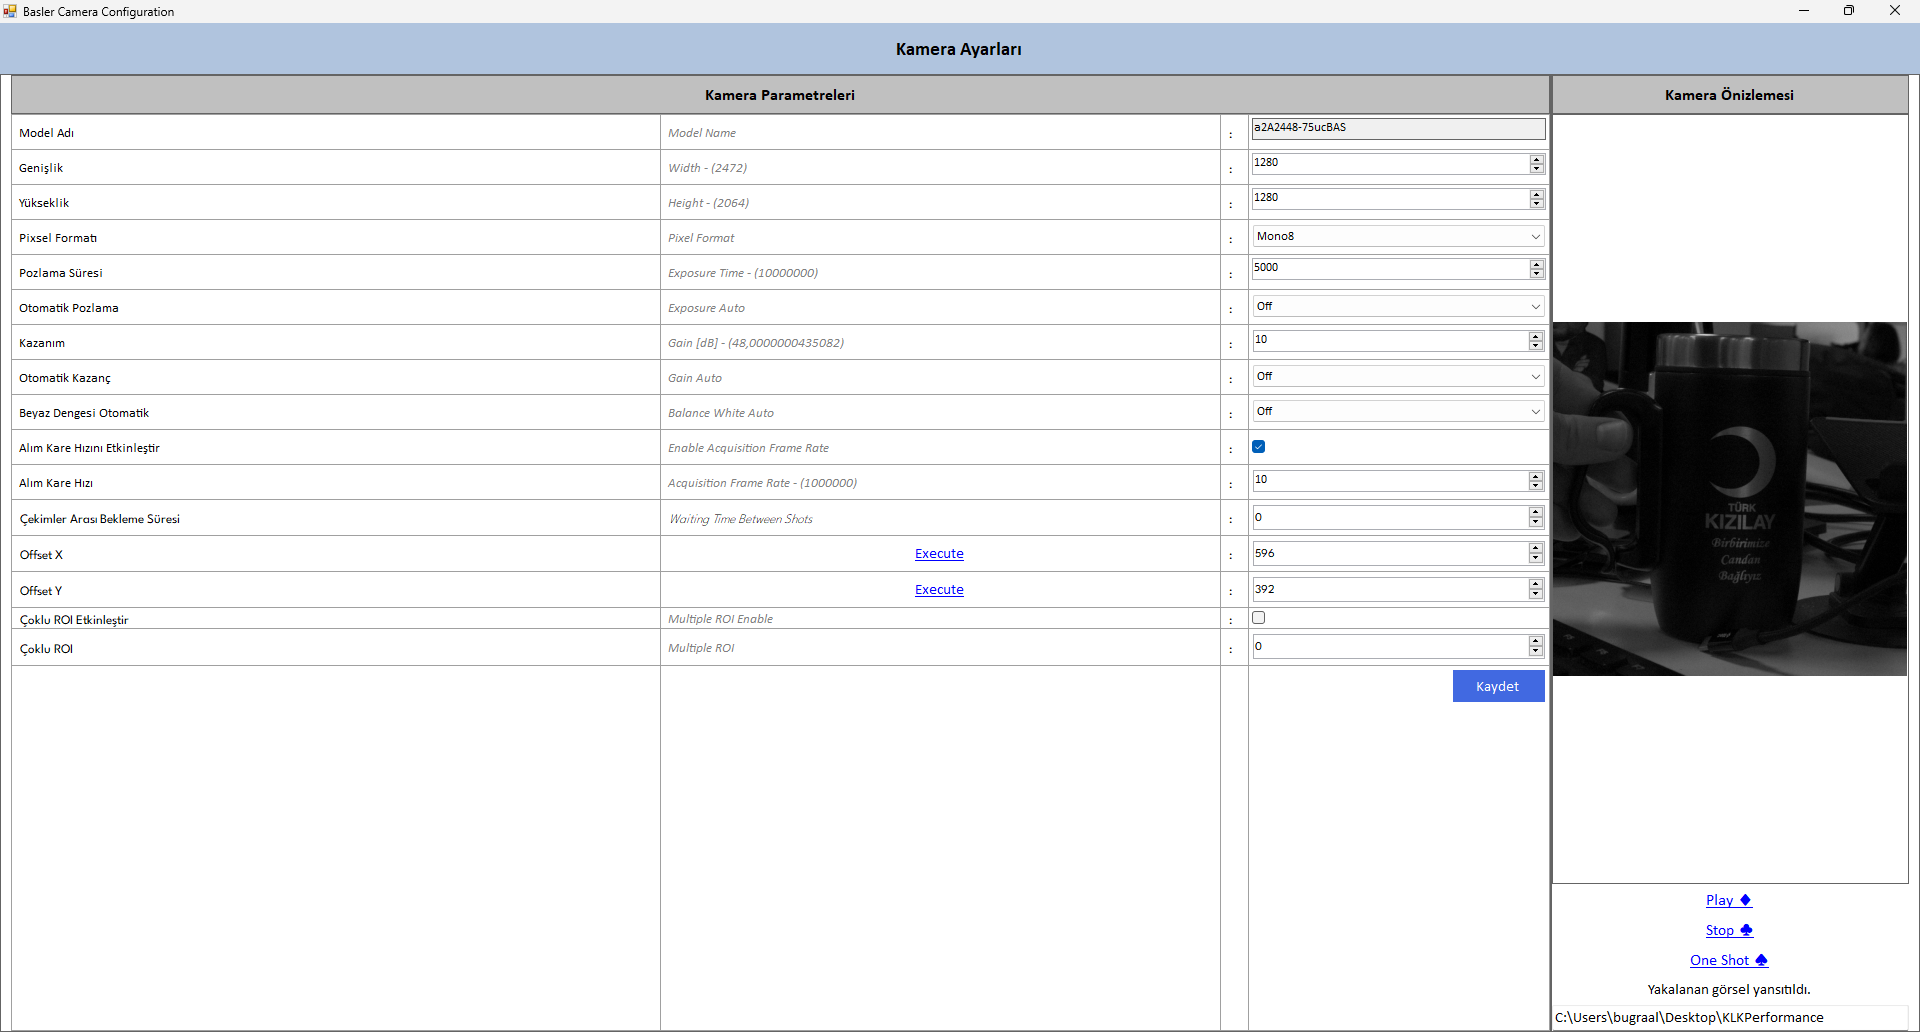 Basler Camera Configuration
Kamera Ayarları
Kamera Parametreleri
Kamera Önizlemesi
Model Adı Model Name : a2A2448-75ucBAS
Genişlik Width - (2472) : 1280
Yükseklik Height - (2064) : 1280
Pixsel Formatı Pixel Format : Mono8
Pozlama Süresi Exposure Time - (10000000) : 5000
Otomatik Pozlama Exposure Auto : Off
Kazanım Gain [dB] - (48,0000000435082) : 10
Otomatik Kazanç Gain Auto : Off
Beyaz Dengesi Otomatik Balance White Auto : Off
Alım Kare Hızını Etkinleştir Enable Acquisition Frame Rate :
Alım Kare Hızı Acquisition Frame Rate - (1000000) : 10
Çekimler Arası Bekleme Süresi Waiting Time Between Shots : 0
Offset X Execute : 596
Offset Y Execute : 392
Çoklu ROI Etkinleştir Multiple ROI Enable :
Çoklu ROI Multiple ROI : 0
Kaydet
TÜRK
KIZILAY
Birbirimize
Candan
Bağlıyız
Play ♦
Stop ♣
One Shot ♠
Yakalanan görsel yansıtıldı.
C:\Users\bugraal\Desktop\KLKPerformance